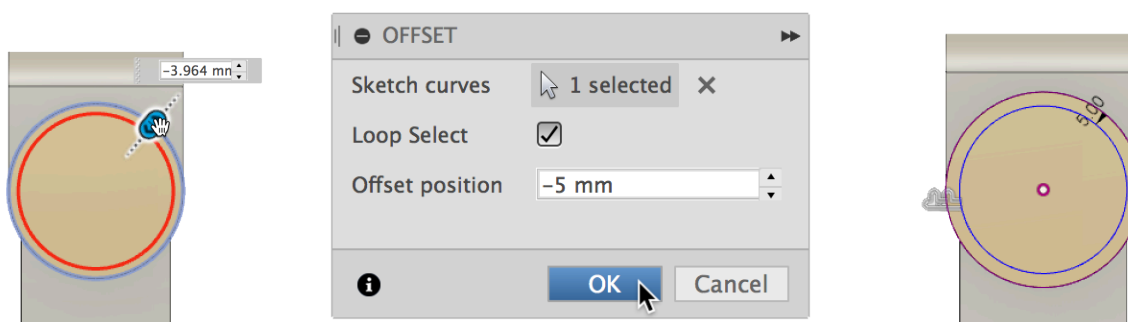 -3.964 mm
OFFSET
Sketch curves 1 selected
Loop Select
Offset position -5 mm
OK Cancel
5.00